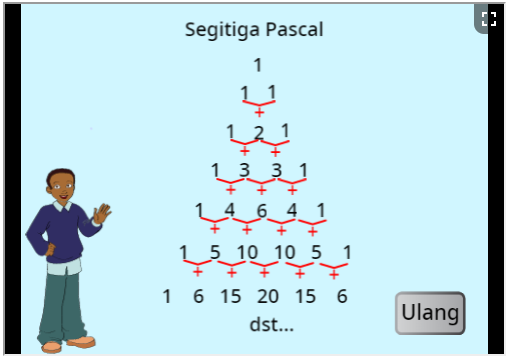 Segitiga Pascal
1
1 1
+
1 2 1
+ +
1 3 3 1
+ + +
1 4 6 4 1
+ + + +
1 5 10 10 5 1
+ + + + +
1 6 15 20 15 6
dst...
Ulang